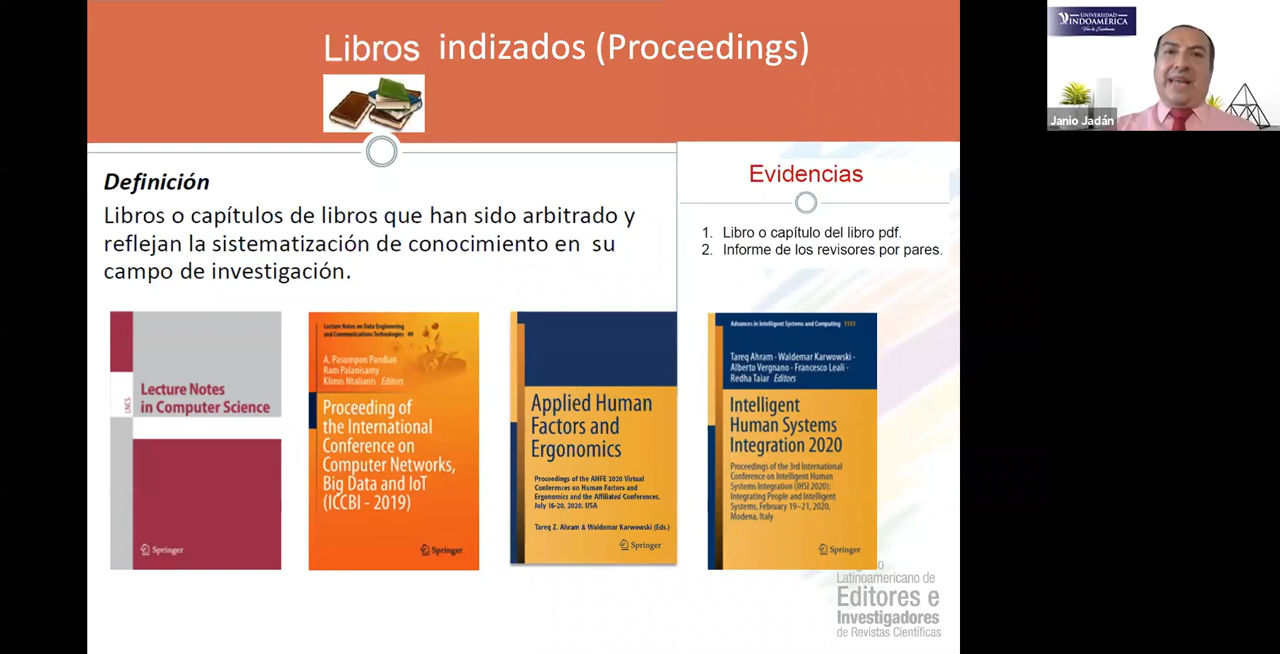 Libros indizados (Proceedings)
UNIVERSIDAD
INDOAMÉRICA
Janio Jadán
Definición
Libros o capítulos de libros que han sido arbitrado y
reflejan la sistematización de conocimiento en su
campo de investigación.
Evidencias
1. Libro o capítulo del libro pdf.
2. Informe de los revisores por pares.
LNCS
Lecture Notes
in Computer Science
Springer
Lecture Notes on Data Engineering
and Communications Technologies 49
A. Pasumpon Pandian
Ram Palanisamy
Klimis Ntalianis Editors
Proceeding of
the International
Conference on
Computer Networks,
Big Data and IoT
(ICCBI - 2019)
Springer
Applied Human
Factors and
Ergonomics
Proceedings of the AHFE 2020 Virtual
Conferences on Human Factors and
Ergonomics and the Affiliated Conferences,
July 16-20, 2020, USA
Tareq Z. Ahram & Waldemar Karwowski (Eds.)
Springer
Advances in Intelligent Systems and Computing 1131
Tareq Ahram · Waldemar Karwowski ·
Alberto Vergnano · Francesco Leali ·
Redha Taiar Editors
Intelligent
Human Systems
Integration 2020
Proceedings of the 3rd International
Conference on Intelligent Human
Systems Integration (IHSI 2020):
Integrating People and Intelligent
Systems, February 19–21, 2020,
Modena, Italy
Springer
Latinoamericano de
Editores e
Investigadores
de Revistas Científicas